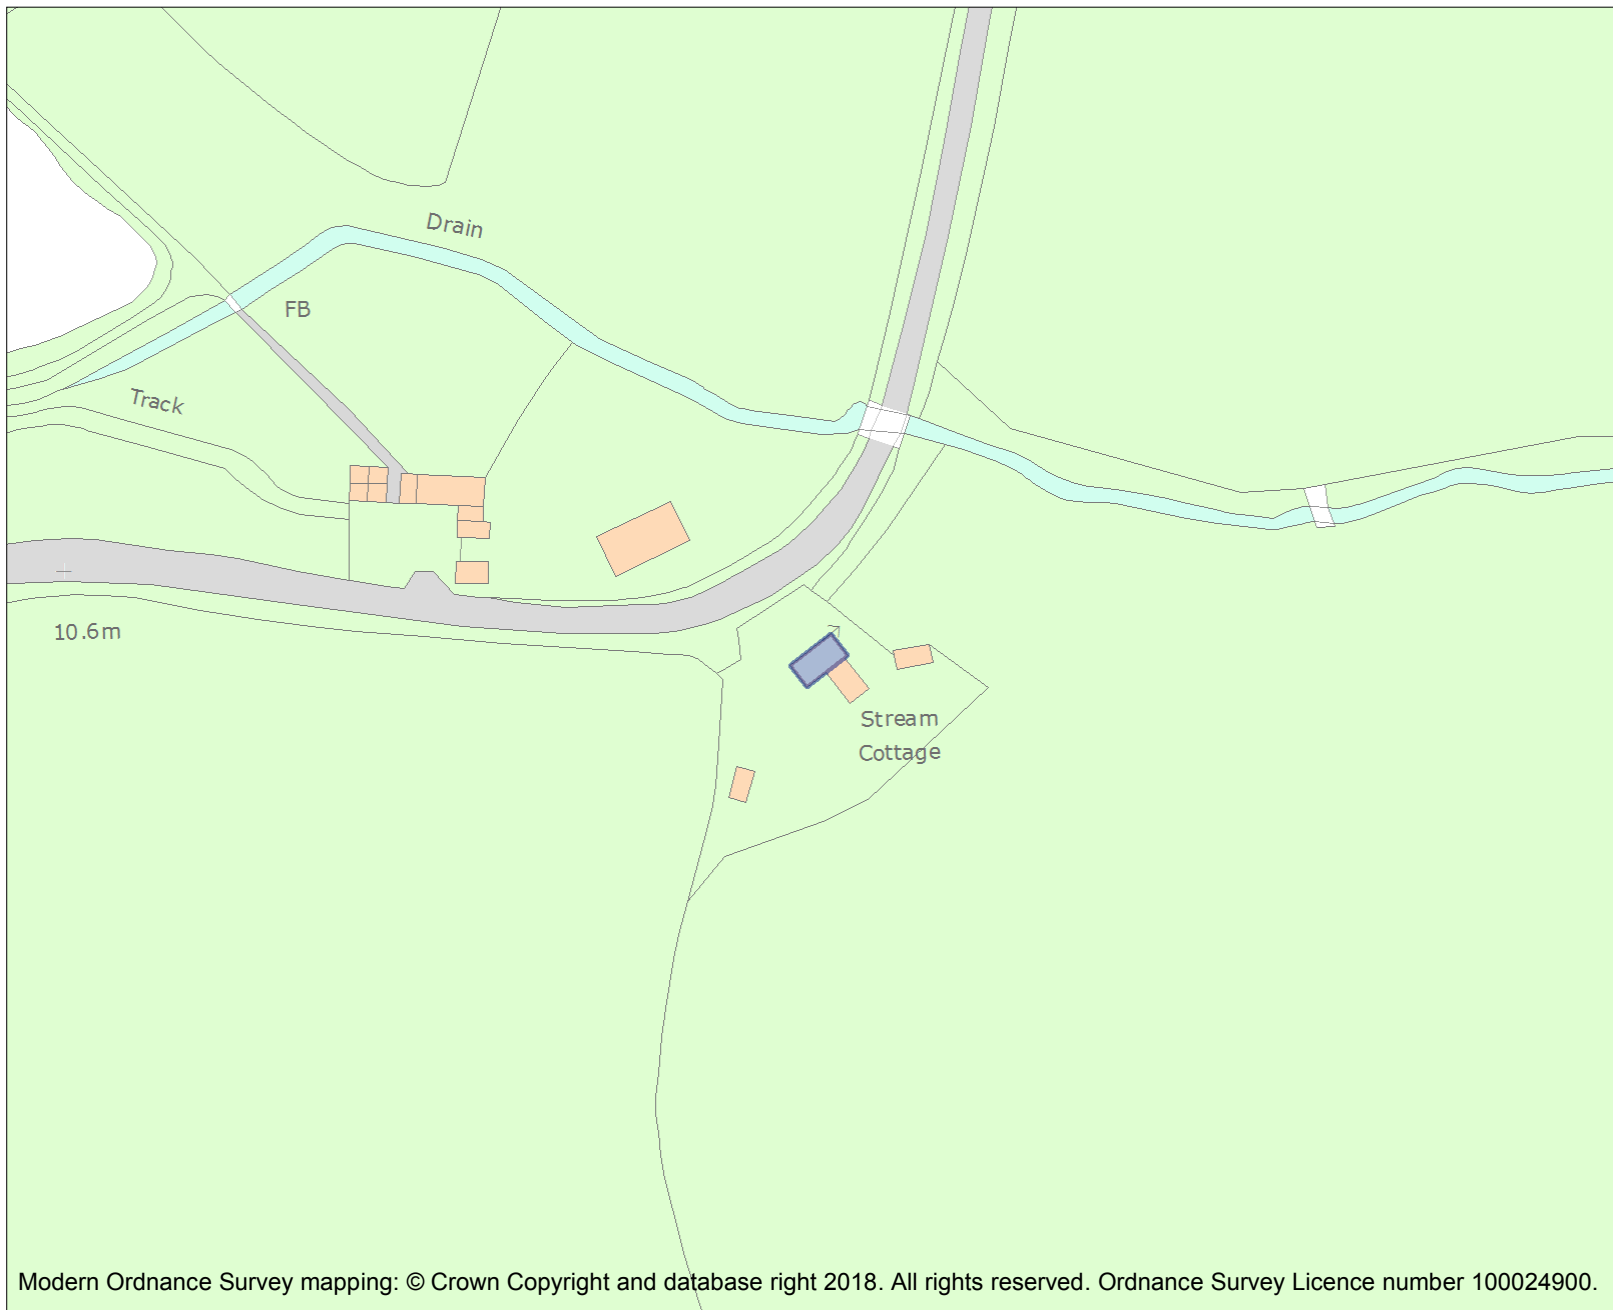 Drain
FB
Track
10.6m
Stream
Cottage
Modern Ordnance Survey mapping: © Crown Copyright and database right 2018. All rights reserved. Ordnance Survey Licence number 100024900.